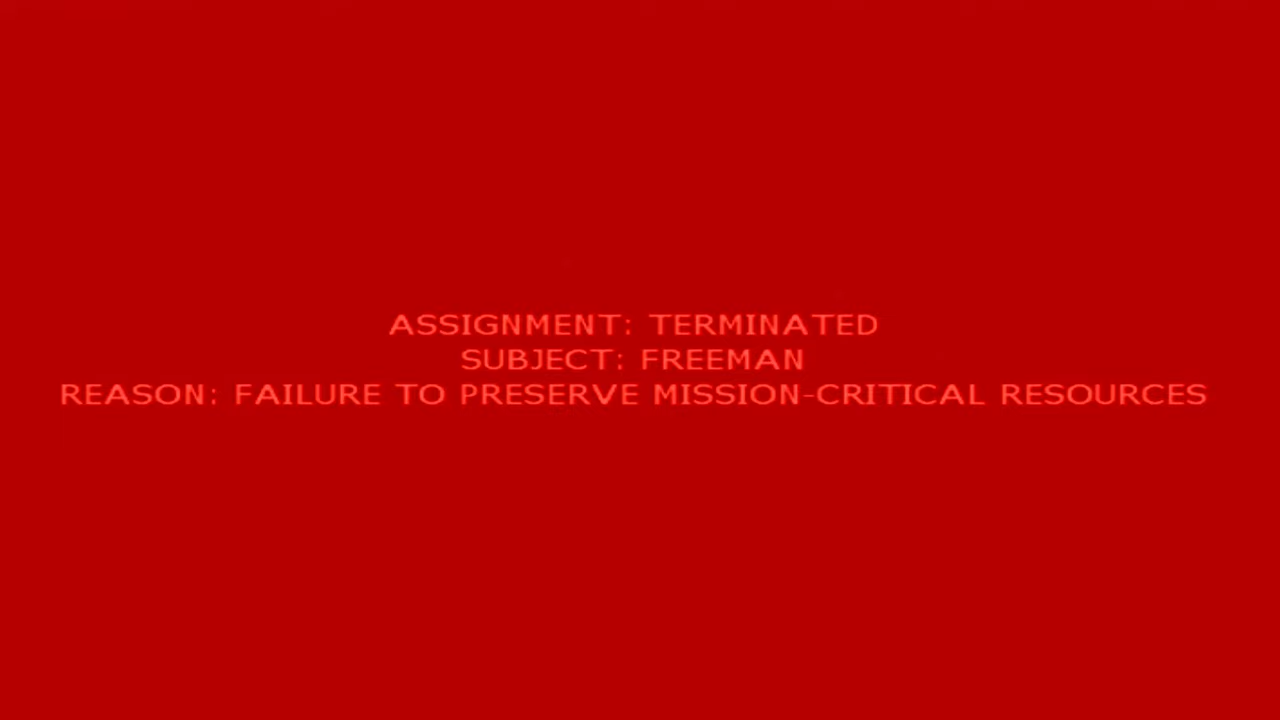 ASSIGNMENT: TERMINATED
SUBJECT: FREEMAN
REASON: FAILURE TO PRESERVE MISSION-CRITICAL RESOURCES